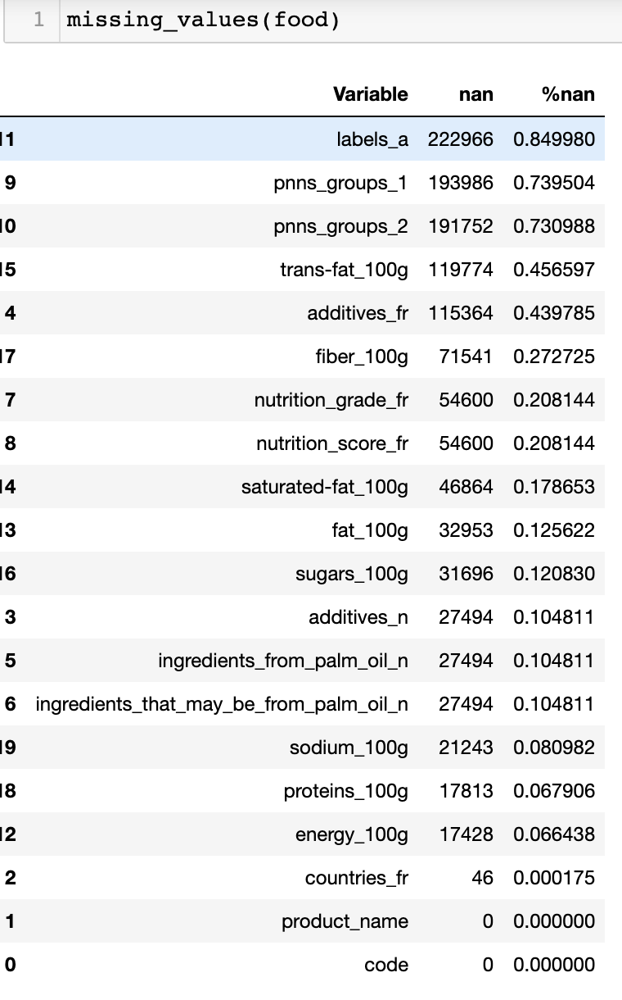 1 missing_values(food)
Variable nan %nan
11 labels_a 222966 0.849980
9 pnns_groups_1 193986 0.739504
10 pnns_groups_2 191752 0.730988
15 trans-fat_100g 119774 0.456597
4 additives_fr 115364 0.439785
17 fiber_100g 71541 0.272725
7 nutrition_grade_fr 54600 0.208144
8 nutrition_score_fr 54600 0.208144
14 saturated-fat_100g 46864 0.178653
13 fat_100g 32953 0.125622
16 sugars_100g 31696 0.120830
3 additives_n 27494 0.104811
5 ingredients_from_palm_oil_n 27494 0.104811
6 ingredients_that_may_be_from_palm_oil_n 27494 0.104811
19 sodium_100g 21243 0.080982
18 proteins_100g 17813 0.067906
12 energy_100g 17428 0.066438
2 countries_fr 46 0.000175
1 product_name 0 0.000000
0 code 0 0.000000